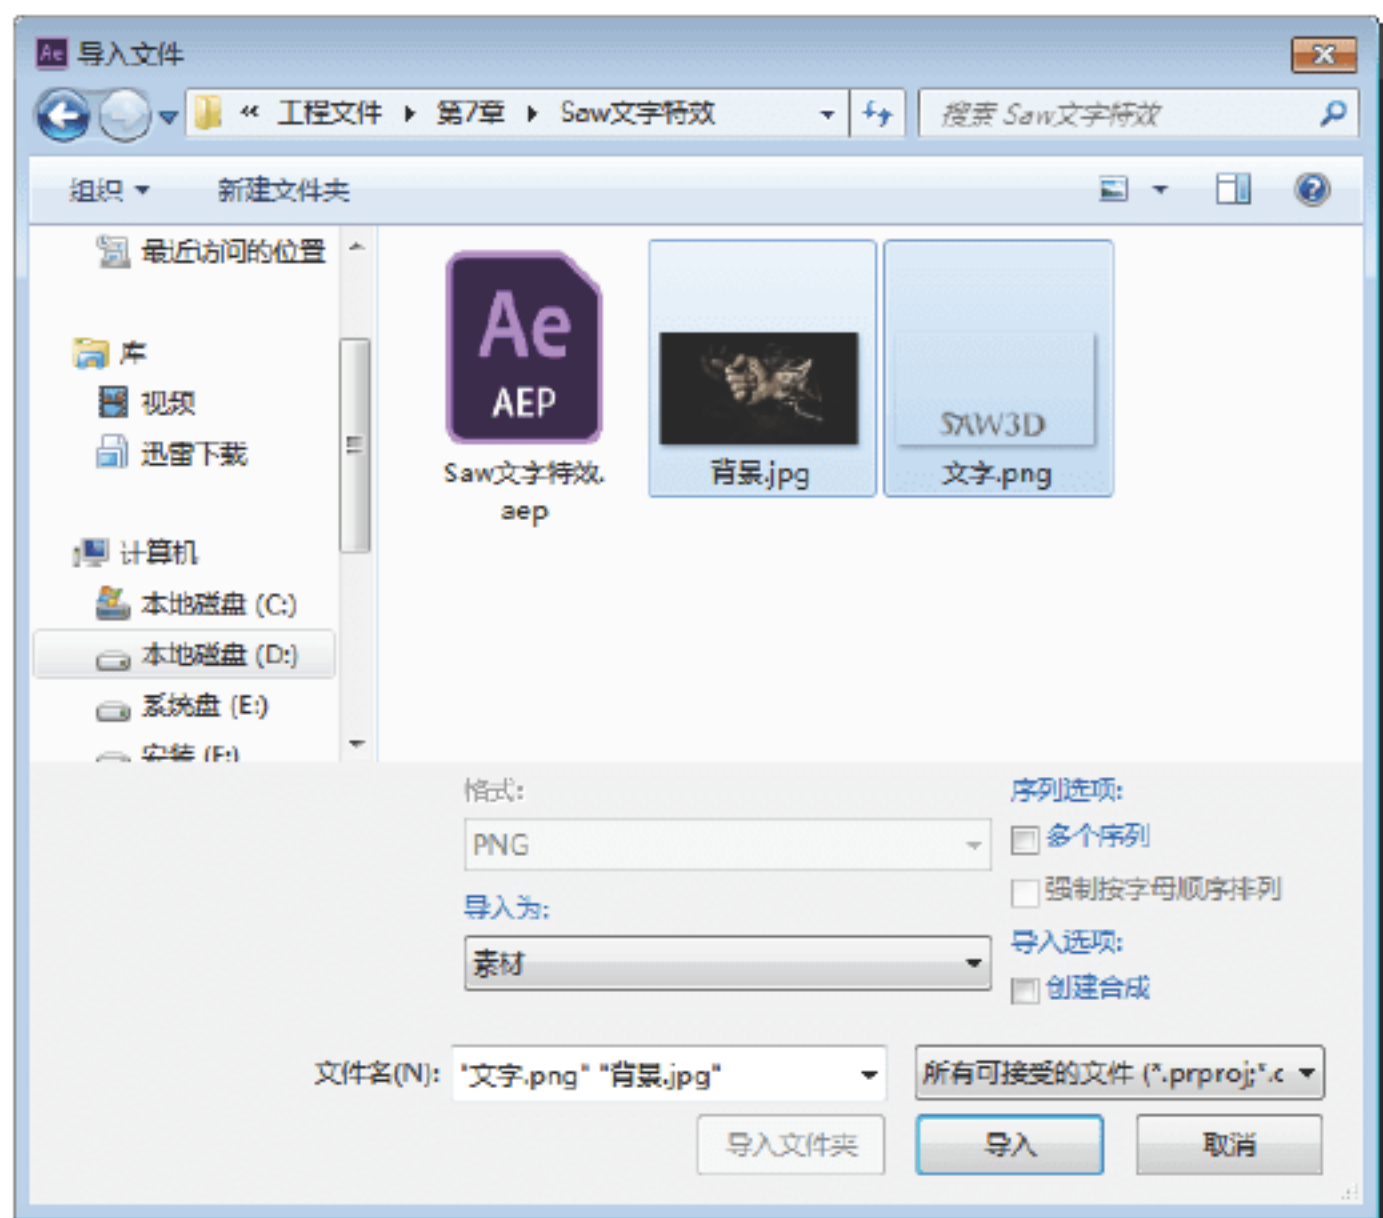 Ae 导入文件
« 工程文件 ▸ 第7章 ▸ Saw文字特效
搜索 Saw文字特效
组织 新建文件夹
最近访问的位置
库
视频
迅雷下载
计算机
本地磁盘 (C:)
本地磁盘 (D:)
系统盘 (E:)
安装 (F:)
Ae
AEP
Saw文字特效.
aep
背景.jpg
SAW3D
文字.png
格式:
PNG
导入为:
素材
序列选项:
多个序列
强制按字母顺序排列
导入选项:
创建合成
文件名(N): "文字.png" "背景.jpg"
所有可接受的文件 (*.prproj;*.c
导入文件夹 导入 取消